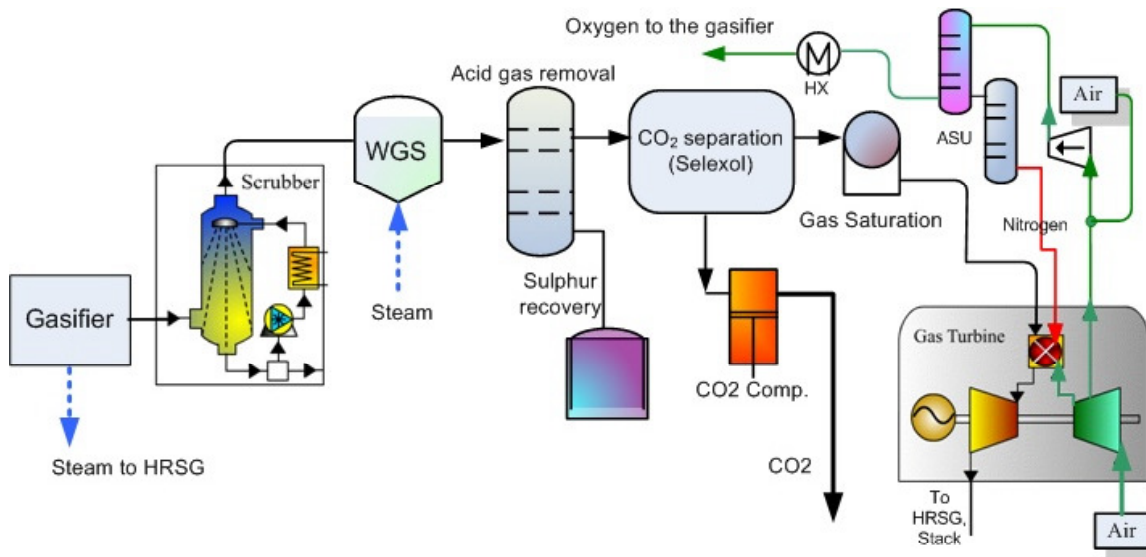 Oxygen to the gasifier
HX
Acid gas removal
Air
ASU
WGS
CO₂ separation
(Selexol)
Scrubber
Gas Saturation
Nitrogen
Gasifier
Steam
Sulphur
recovery
Gas Turbine
CO2 Comp.
Steam to HRSG
CO2
To
HRSG,
Stack
Air